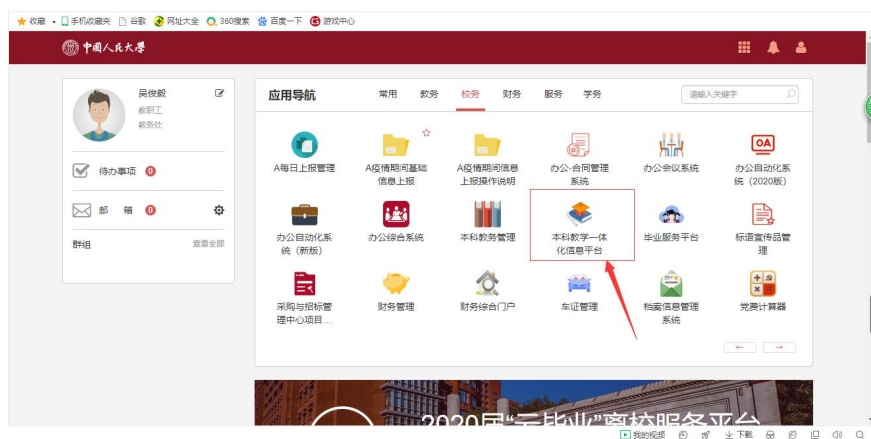 收藏 手机收藏夹 谷歌 网址大全 360搜索 百度一下 游戏中心
中国人民大学
吴俊毅
教职工
教务处
待办事项 0
邮 箱 0
群组 查看全部
应用导航 常用 教务 校务 财务 服务 学务 请输入关键字
A每日上报管理 A疫情期间基础 A疫情期间信息 办公-合同管理 办公会议系统 办公自动化系
信息上报 上报操作说明 系统 统（2020版）
OA
办公自动化系 办公综合系统 本科教务管理 本科教学一体 毕业服务平台 标语宣传品管
统（新版） 化信息平台 理
采购与招标管 财务管理 财务综合门户 车证管理 档案信息管理 党费计算器
理中心项目... 系统
2020届“云毕业”离校服务平台
我的视频 下载